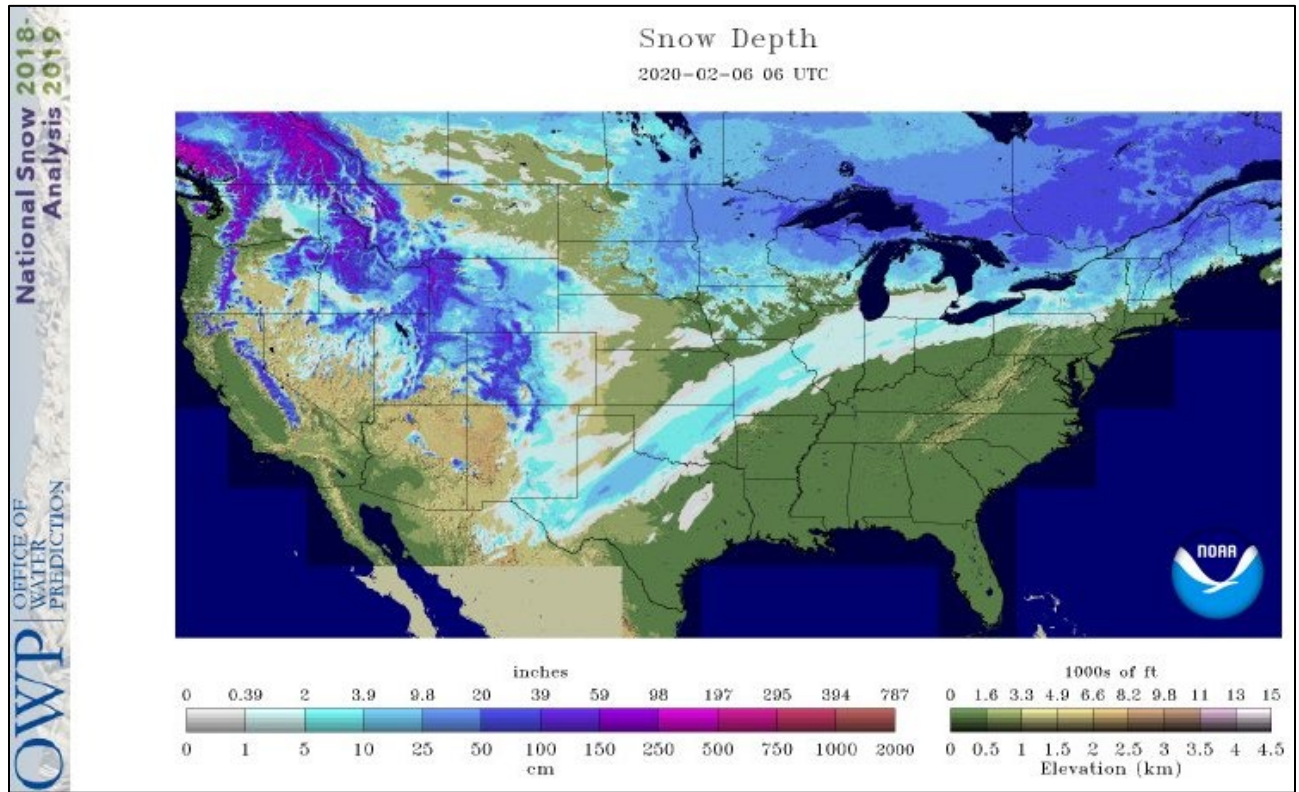 National Snow 2018-
Analysis 2019
OWP
OFFICE OF
WATER
PREDICTION
Snow Depth
2020-02-06 06 UTC
NOAA
inches
0 0.39 2 3.9 9.8 20 39 59 98 197 295 394 787
0 1 5 10 25 50 100 150 250 500 750 1000 2000
cm
1000s of ft
0 1.6 3.3 4.9 6.6 8.2 9.8 11 13 15
0 0.5 1 1.5 2 2.5 3 3.5 4 4.5
Elevation (km)